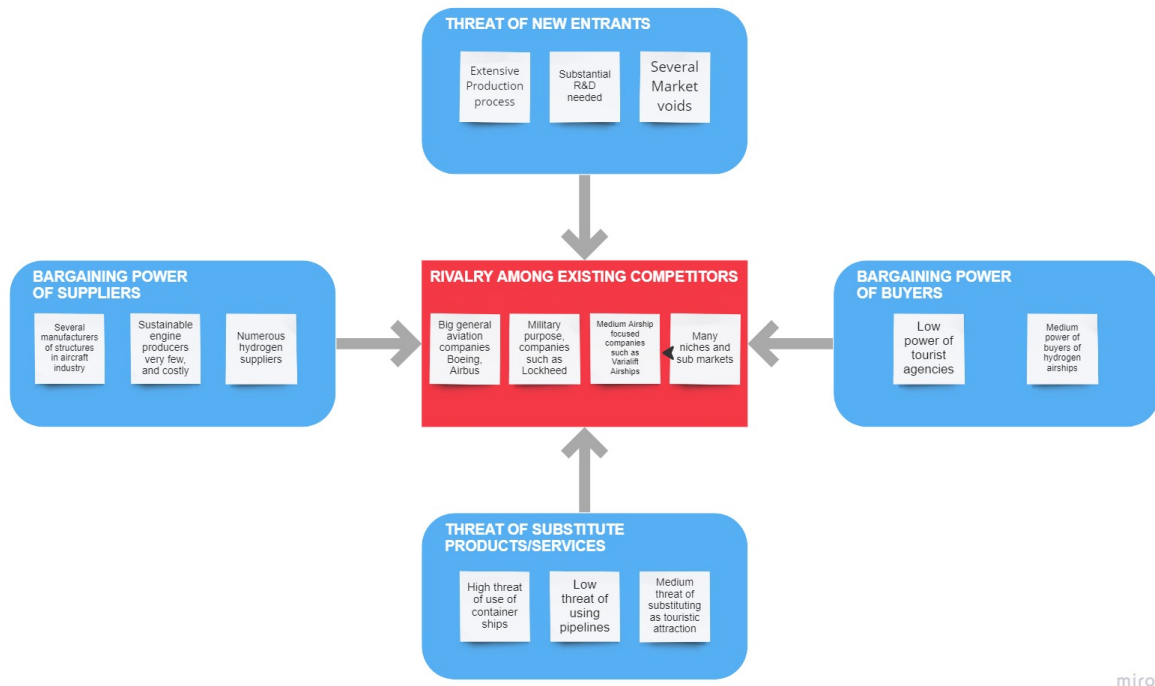 THREAT OF NEW ENTRANTS
Extensive
Production
process
Substantial
R&D
needed
Several
Market
voids
BARGAINING POWER
OF SUPPLIERS
Several
manufacturers
of structures
in aircraft
industry
Sustainable
engine
producers
very few,
and costly
Numerous
hydrogen
suppliers
RIVALRY AMONG EXISTING COMPETITORS
Big general
aviation
companies
Boeing,
Airbus
Military
purpose,
companies
such as
Lockheed
Medium Airship
focused
companies
such as
Varialift
Airships
Many
niches and
sub markets
BARGAINING POWER
OF BUYERS
Low
power of
tourist
agencies
Medium
power of
buyers of
hydrogen
airships
THREAT OF SUBSTITUTE
PRODUCTS/SERVICES
High threat
of use of
container
ships
Low
threat of
using
pipelines
Medium
threat of
substituting
as touristic
attraction
miro